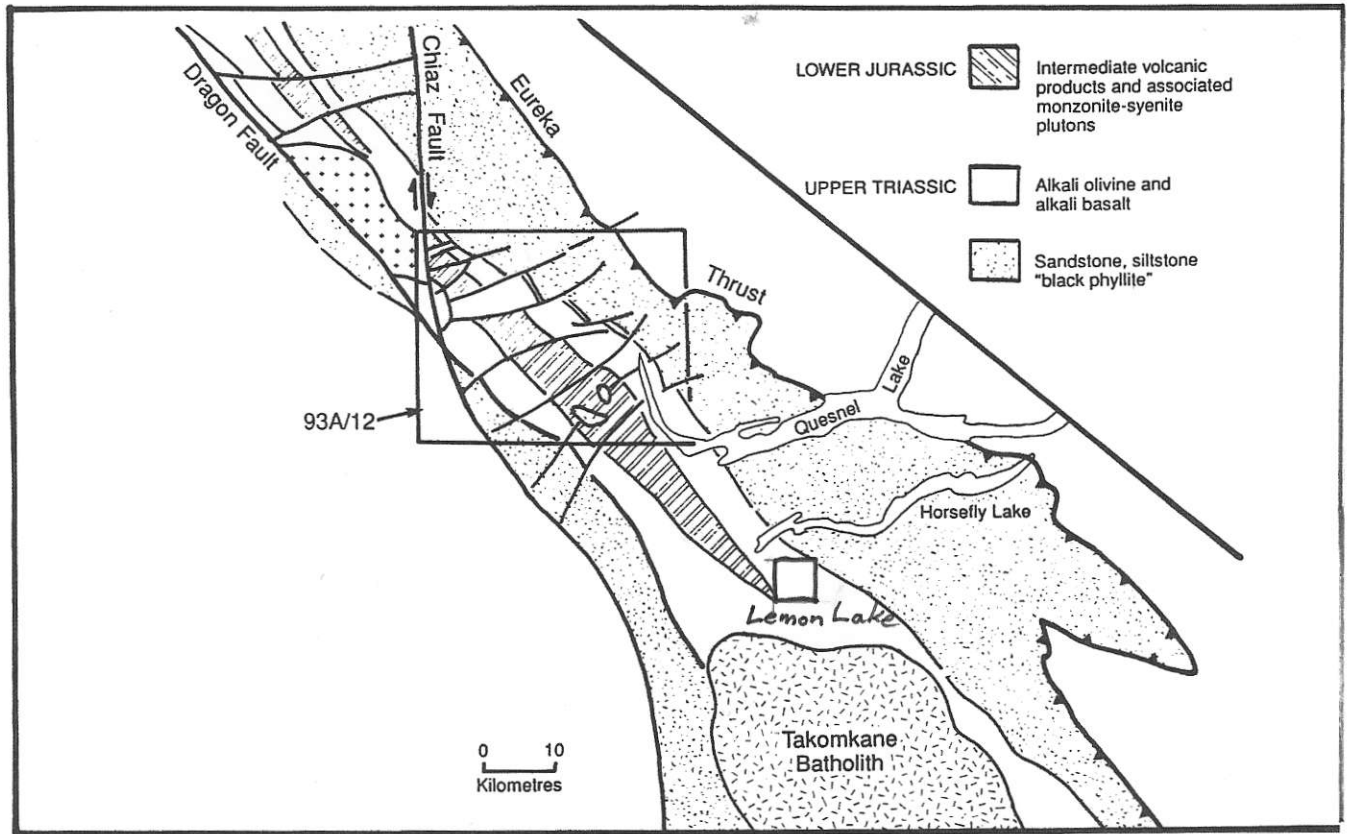 LOWER JURASSIC
Intermediate volcanic
products and associated
monzonite-syenite
plutons
UPPER TRIASSIC
Alkali olivine and
alkali basalt
Sandstone, siltstone
"black phyllite"
Dragon Fault
Chiaz Fault
Eureka
Thrust
93A/12
Quesnel
Lake
Horsefly Lake
Lemon Lake
Takomkane
Batholith
0 10
Kilometres